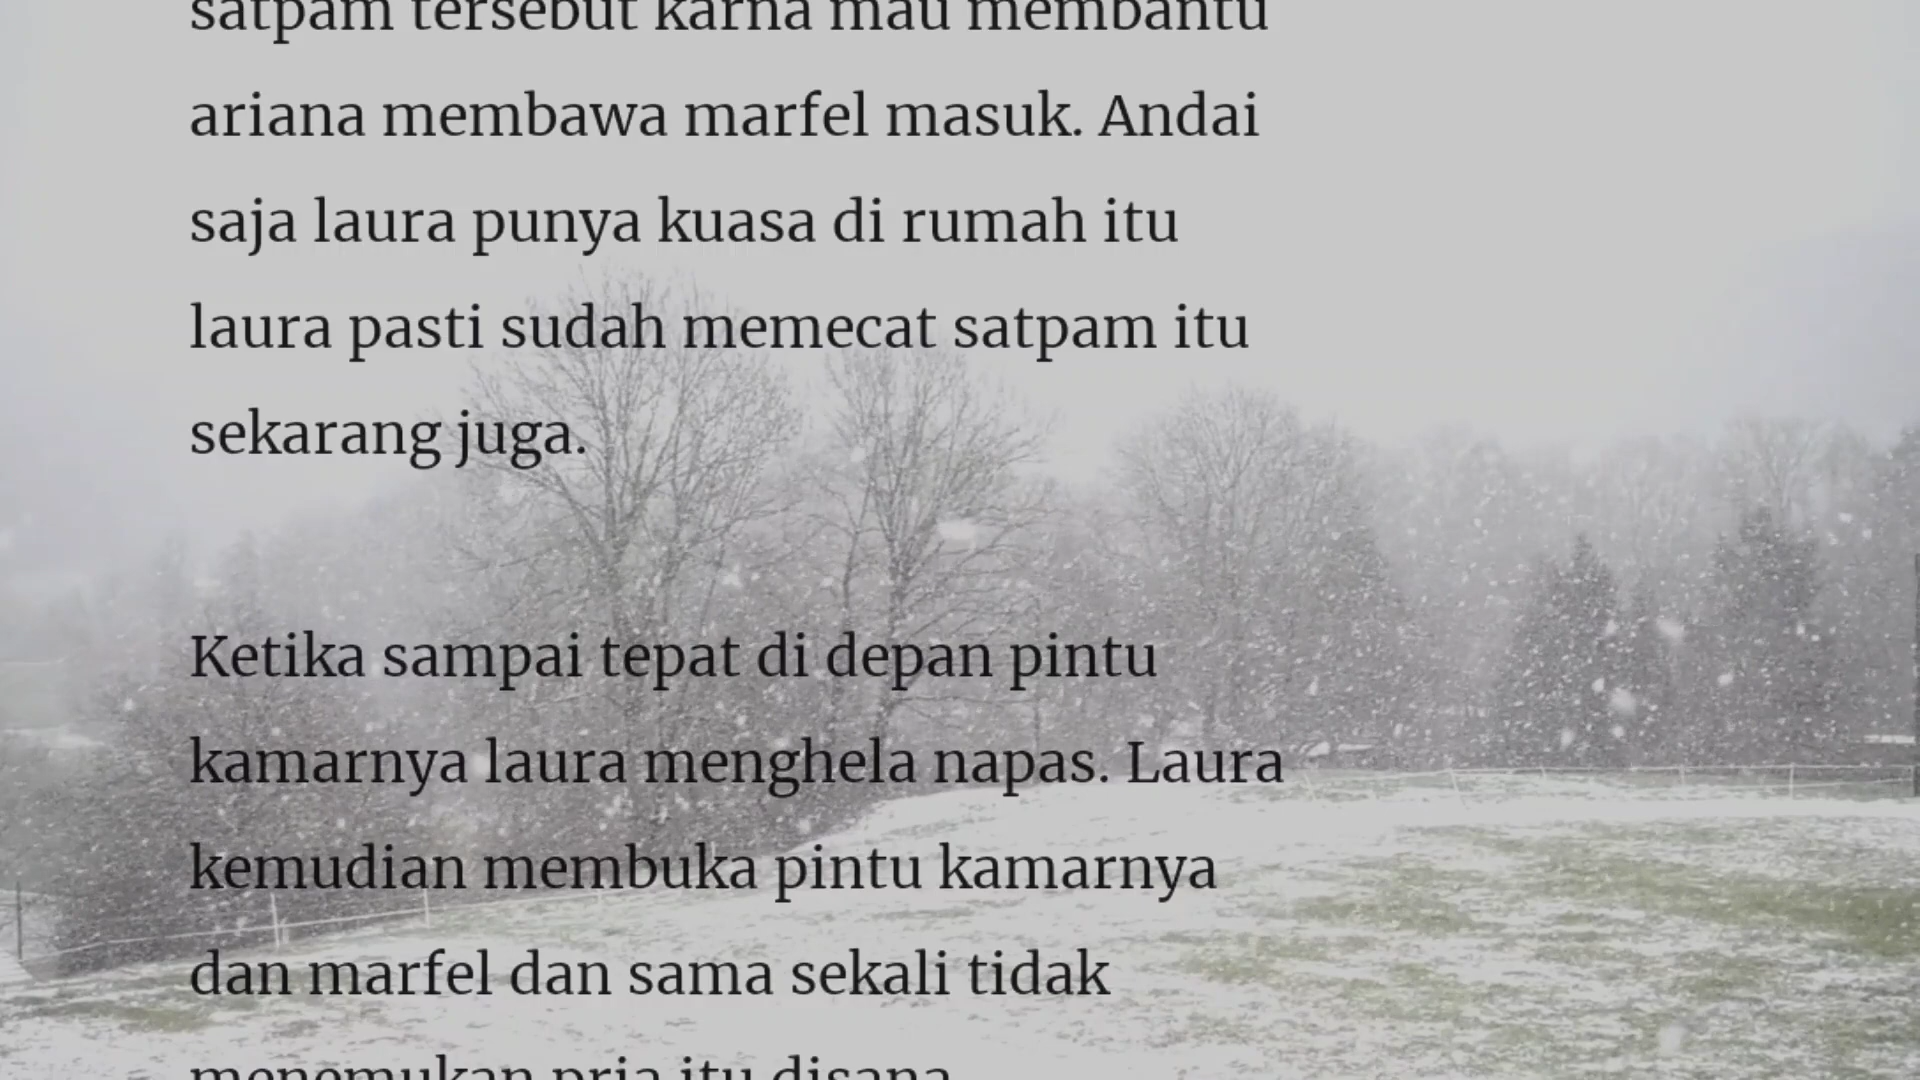 satpam tersebut karna mau membantu
ariana membawa marfel masuk. Andai
saja laura punya kuasa di rumah itu
laura pasti sudah memecat satpam itu
sekarang juga.
Ketika sampai tepat di depan pintu
kamarnya laura menghela napas. Laura
kemudian membuka pintu kamarnya
dan marfel dan sama sekali tidak
menemukan pria itu disana